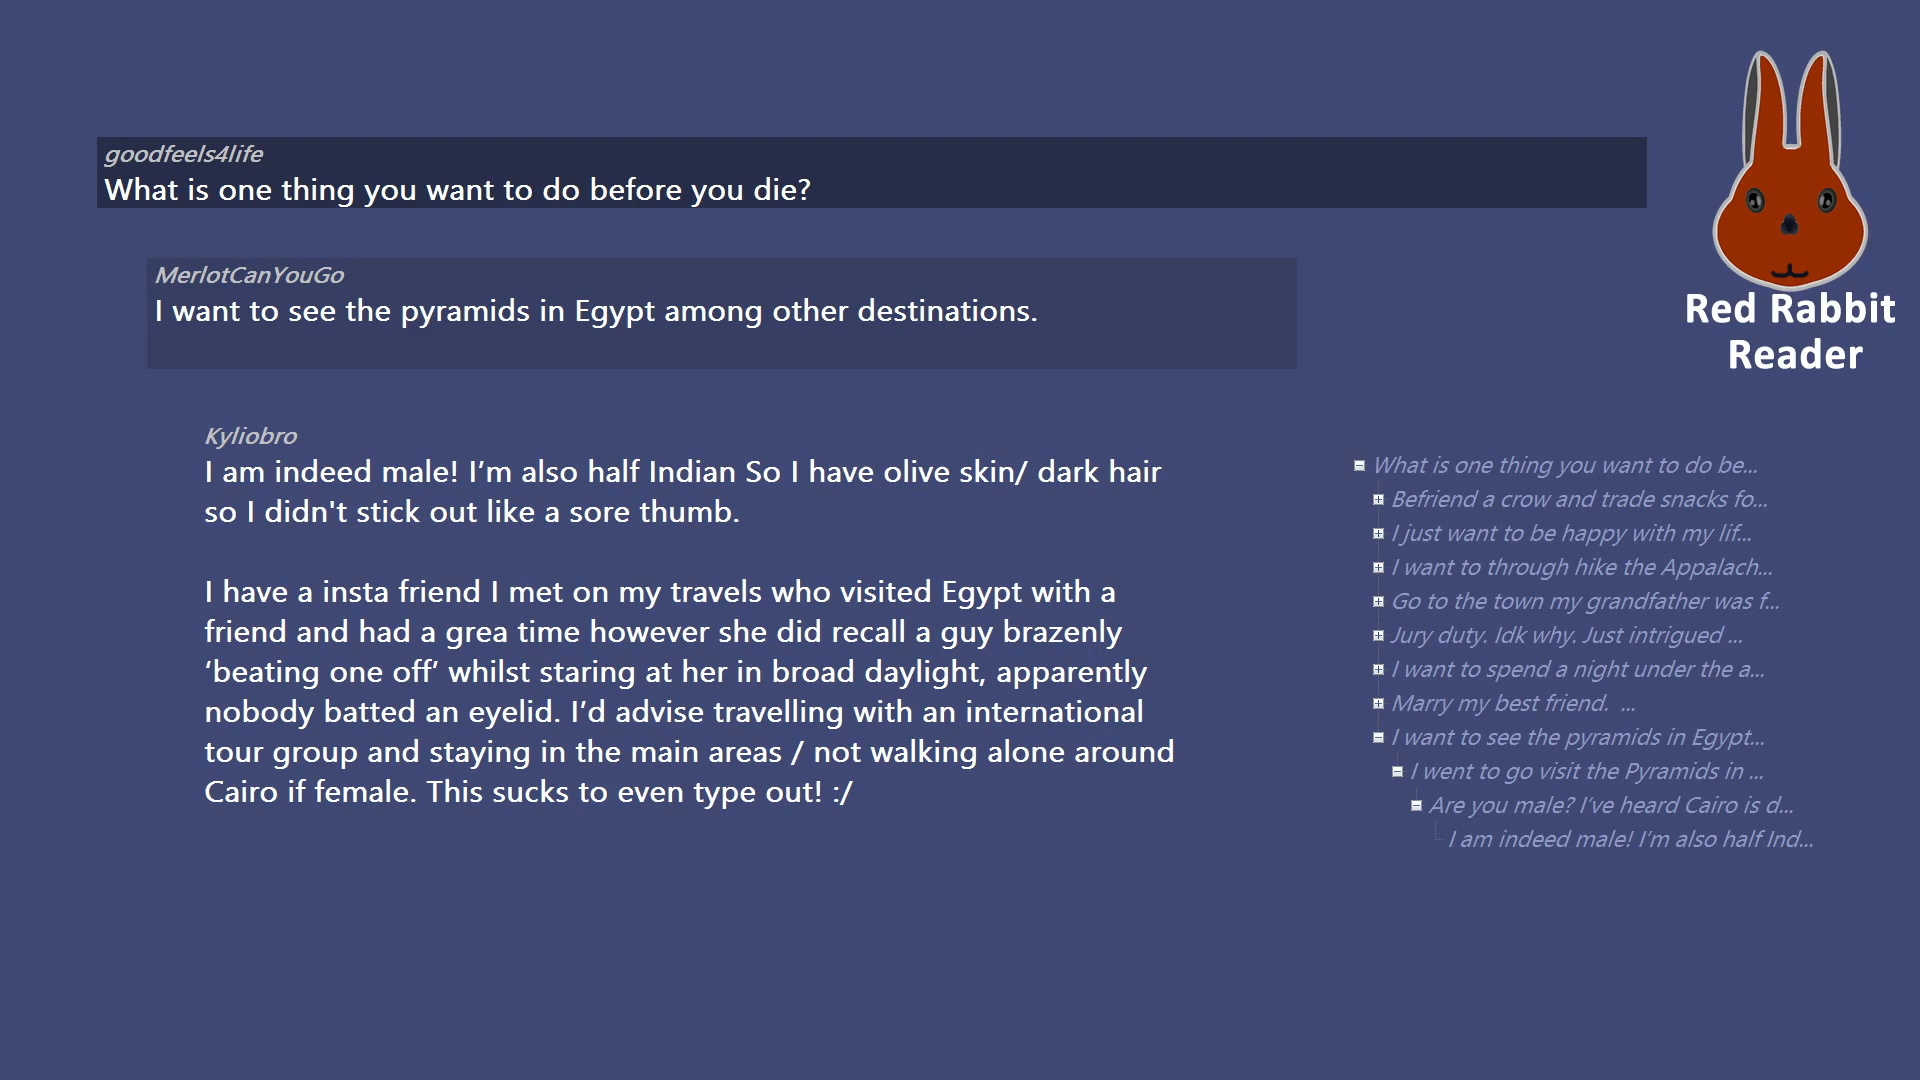 goodfeels4life
What is one thing you want to do before you die?
MerlotCanYouGo
I want to see the pyramids in Egypt among other destinations.
Kyliobro
I am indeed male! I’m also half Indian So I have olive skin/ dark hair
so I didn't stick out like a sore thumb.
I have a insta friend I met on my travels who visited Egypt with a
friend and had a grea time however she did recall a guy brazenly
‘beating one off’ whilst staring at her in broad daylight, apparently
nobody batted an eyelid. I’d advise travelling with an international
tour group and staying in the main areas / not walking alone around
Cairo if female. This sucks to even type out! :/
Red Rabbit
Reader
What is one thing you want to do be...
Befriend a crow and trade snacks fo...
I just want to be happy with my lif...
I want to through hike the Appalach...
Go to the town my grandfather was f...
Jury duty. Idk why. Just intrigued ...
I want to spend a night under the a...
Marry my best friend.  ...
I want to see the pyramids in Egypt...
I went to go visit the Pyramids in ...
Are you male? I’ve heard Cairo is d...
I am indeed male! I’m also half Ind...